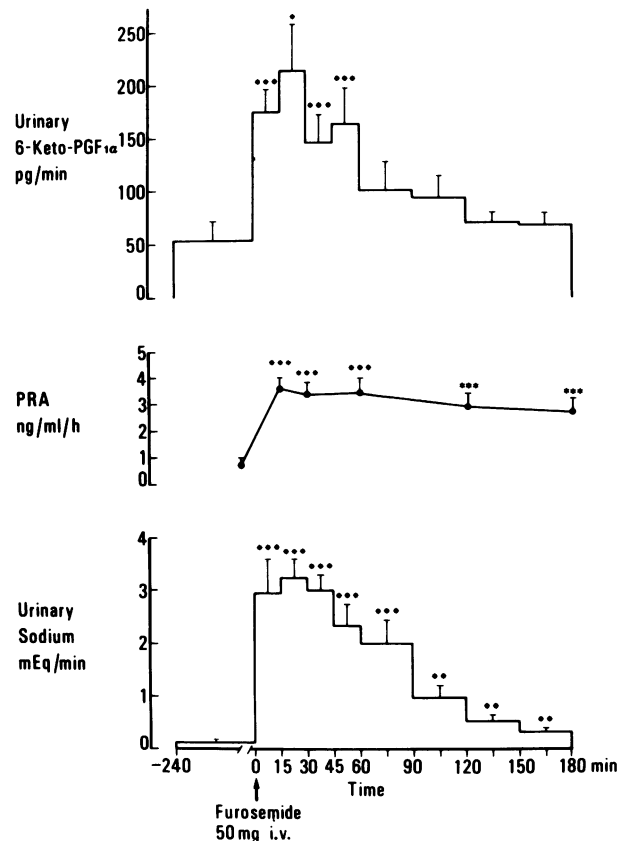 250
200
150
100
50
0
Urinary
6-Keto-PGF1α
pg/min
*
*** *** ***
PRA
ng/ml/h
5
4
3
2
1
0
*** *** *** *** ***
Urinary
Sodium
mEq/min
4
3
2
1
0
*** *** *** *** *** ** ** **
-240 0 15 30 45 60 90 120 150 180 min
Time
Furosemide
50 mg i.v.